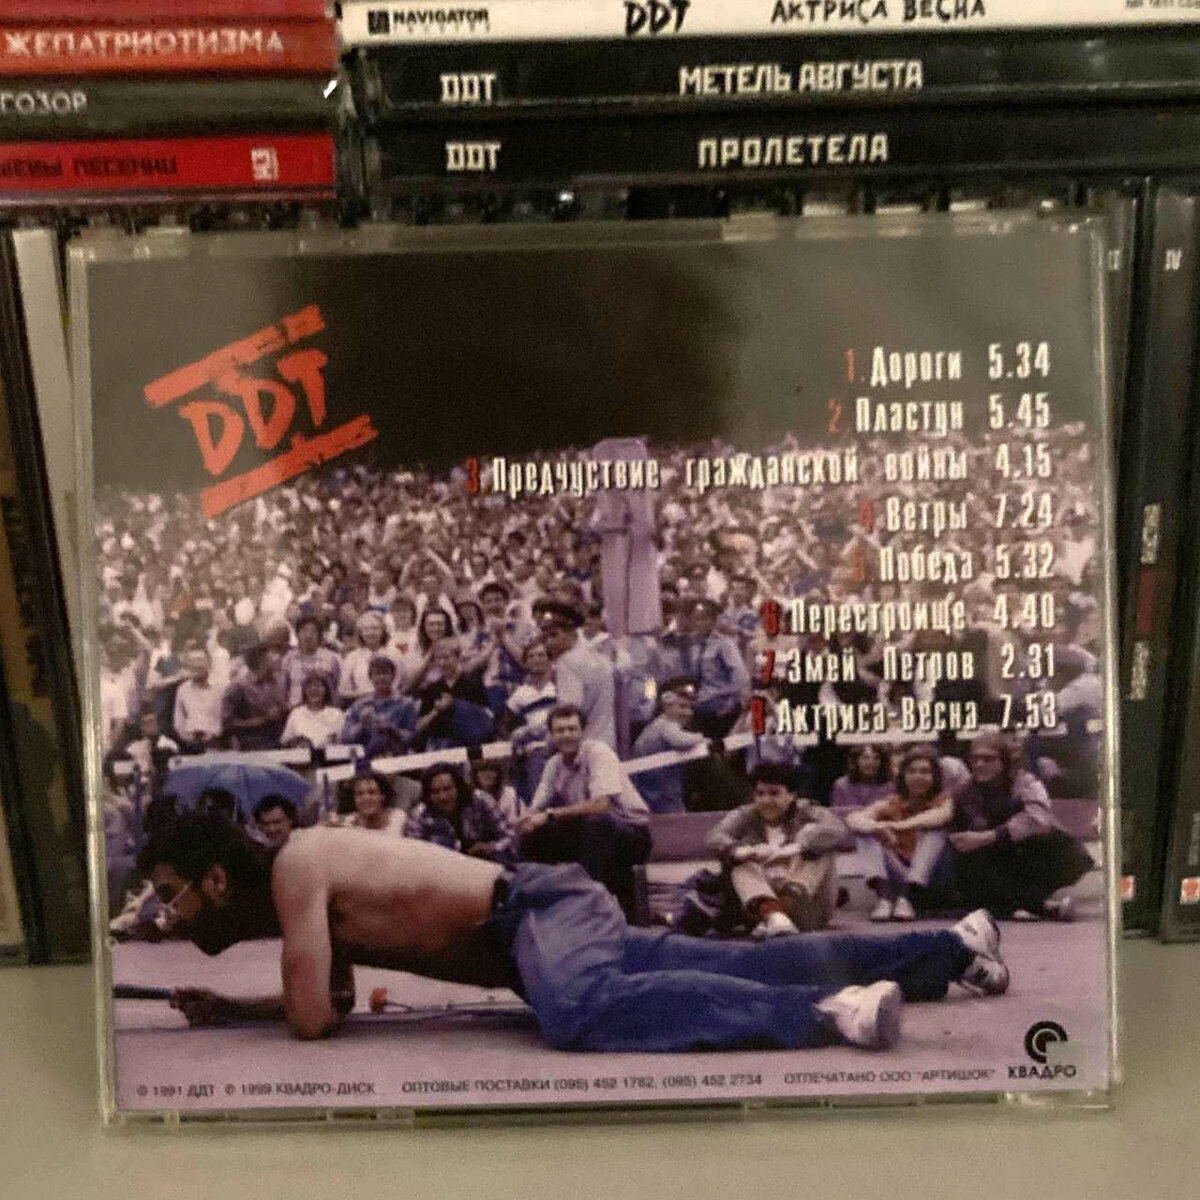 NAVIGATOR
DDT АКТРИСА ВЕСНА
ЖЕПАТРИОТИЗМА
DDT МЕТЕЛЬ АВГУСТА
ГОЗОР
DDT ПРОЛЕТЕЛА
IV
DDT
1. Дороги 5.34
2 Пластун 5.45
3. Предчуствие гражданской войны 4.15
4. Ветры 7.24
5. Победа 5.32
6. Перестроище 4.40
7. Змей Петров 2.31
8. Актриса-Весна 7.53
КВАДРО
© 1991 ДДТ ℗ 1999 КВАДРО-ДИСК ОПТОВЫЕ ПОСТАВКИ (095) 452 1782, (095) 452 2734 ОТПЕЧАТАНО ООО "АРТИШОК"